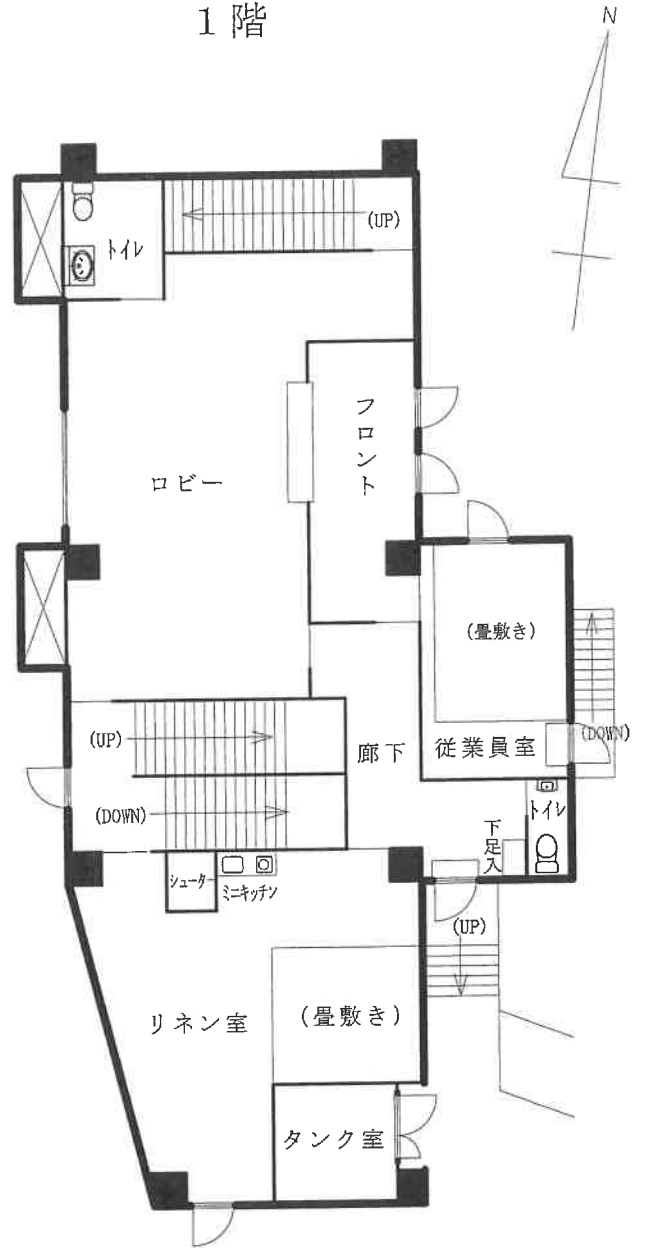 1階
N
トイレ
(UP)
フロント
ロビー
(畳敷き)
(UP)
廊下
従業員室
(DOWN)
(DOWN)
トイレ
下足入
シューター
ミニキッチン
(UP)
リネン室
(畳敷き)
タンク室